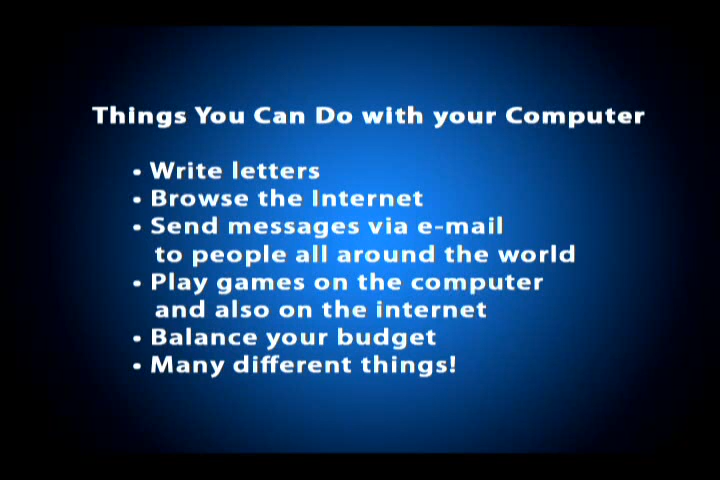 Things You Can Do with your Computer
• Write letters
• Browse the Internet
• Send messages via e-mail
to people all around the world
• Play games on the computer
and also on the internet
• Balance your budget
• Many different things!